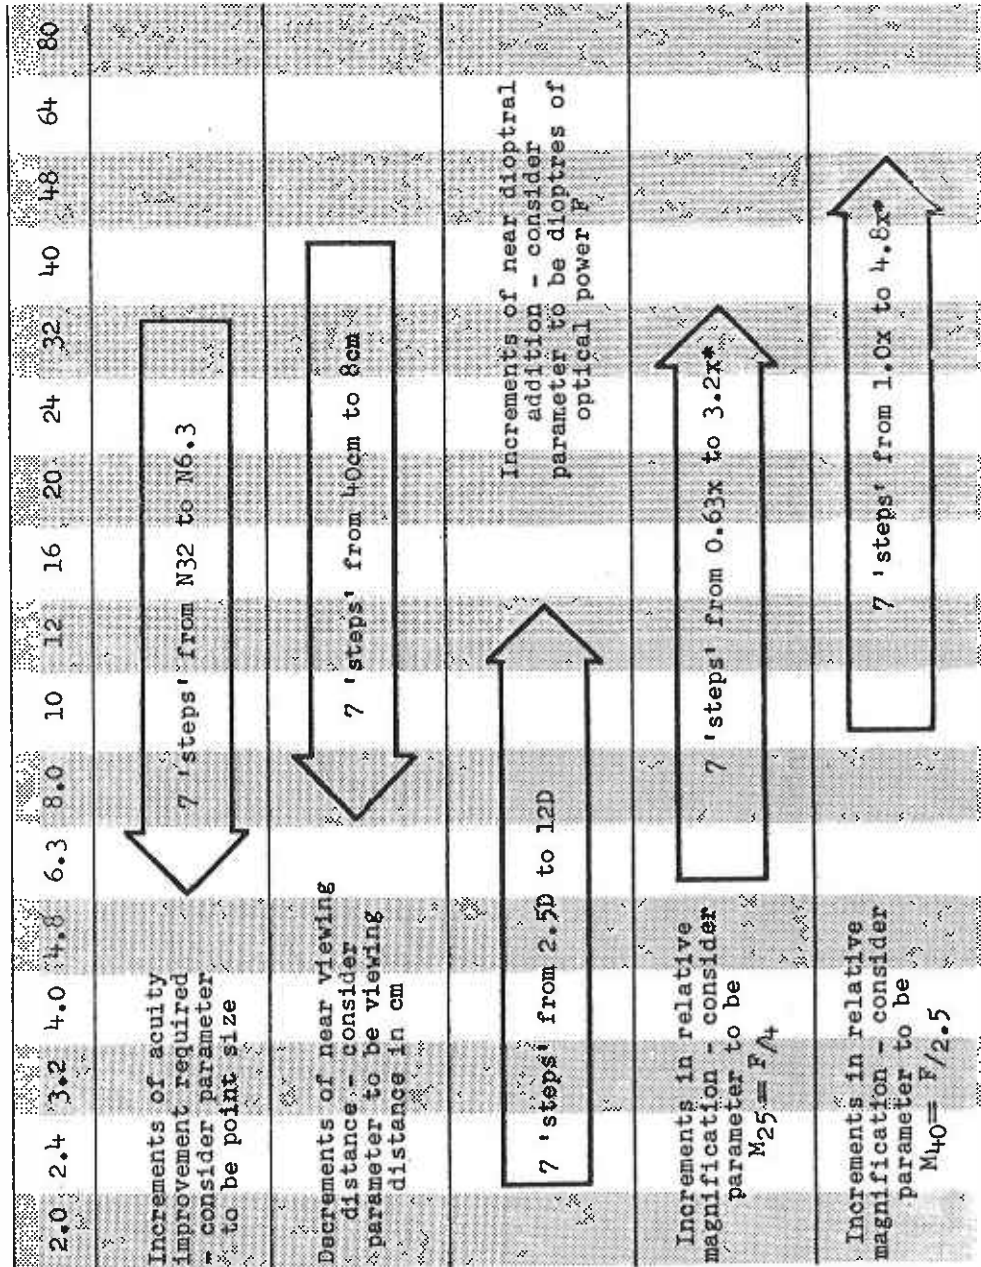 2.0 2.4 3.2 4.0 4.8 6.3 8.0 10 12 16 20 24 32 40 48 64 80
Increments of acuity
improvement required
- consider parameter
to be point size
7 'steps' from N32 to N6.3
Decrements of near viewing
distance - consider
parameter to be viewing
distance in cm
7 'steps' from 40cm to 8cm
7 'steps' from 2.5D to 12D
Increments of near dioptral
addition - consider
parameter to be dioptres of
optical power F
Increments in relative
magnification - consider
parameter to be
M25= F/4
7 'steps' from 0.63x to 3.2x*
Increments in relative
magnification - consider
parameter to be
M40= F/2.5
7 'steps' from 1.0x to 4.8x*